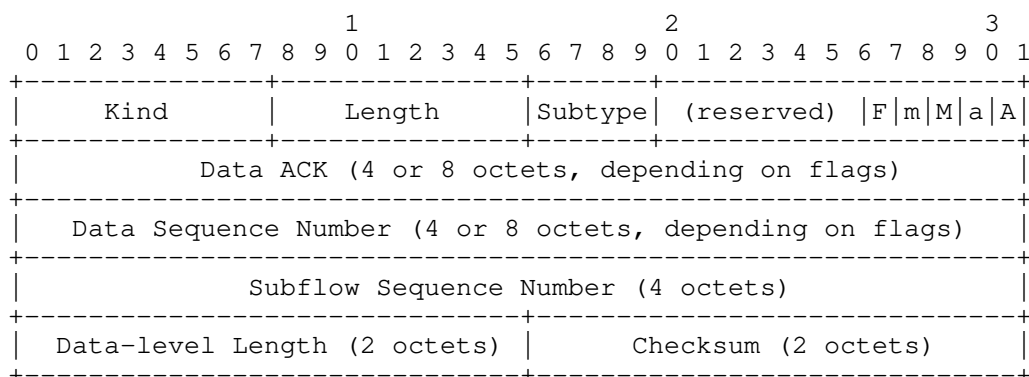 1                   2                   3
 0 1 2 3 4 5 6 7 8 9 0 1 2 3 4 5 6 7 8 9 0 1 2 3 4 5 6 7 8 9 0 1
+---------------+---------------+-------+----------------------+
|     Kind      |    Length     |Subtype| (reserved) |F|m|M|a|A|
+---------------+---------------+-------+----------------------+
|           Data ACK (4 or 8 octets, depending on flags)       |
+--------------------------------------------------------------+
|   Data Sequence Number (4 or 8 octets, depending on flags)   |
+--------------------------------------------------------------+
|              Subflow Sequence Number (4 octets)              |
+-------------------------------+------------------------------+
|  Data-level Length (2 octets) |      Checksum (2 octets)     |
+-------------------------------+------------------------------+